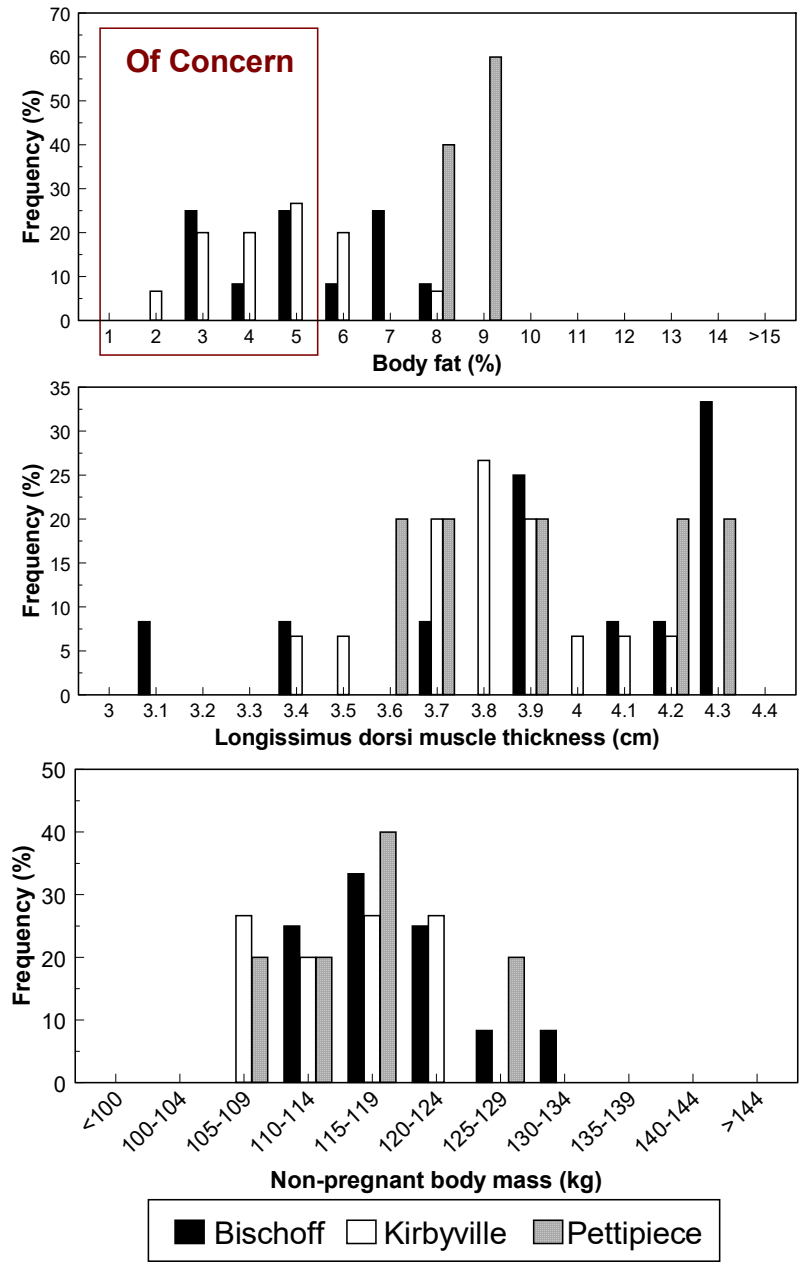 70
60
50
40
30
20
10
0
Frequency (%)
Of Concern
1 2 3 4 5 6 7 8 9 10 11 12 13 14 >15
Body fat (%)
35
30
25
20
15
10
5
0
Frequency (%)
3 3.1 3.2 3.3 3.4 3.5 3.6 3.7 3.8 3.9 4 4.1 4.2 4.3 4.4
Longissimus dorsi muscle thickness (cm)
50
40
30
20
10
0
Frequency (%)
<100 100-104 105-109 110-114 115-119 120-124 125-129 130-134 135-139 140-144 >144
Non-pregnant body mass (kg)
Bischoff Kirbyville Pettipiece